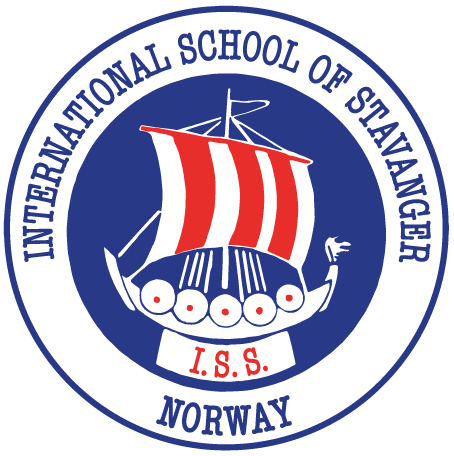 INTERNATIONAL SCHOOL OF STAVANGER
I. S. S.
NORWAY